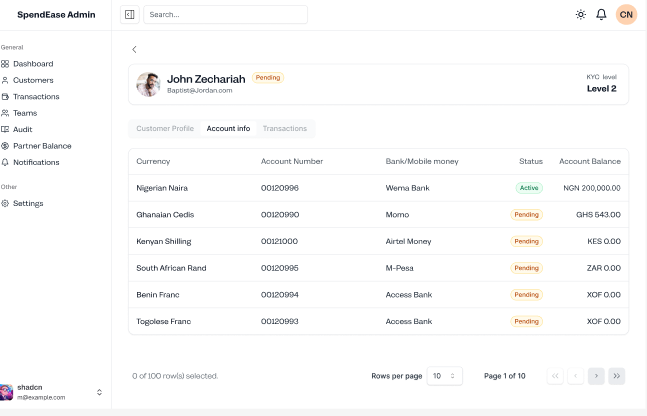 SpendEase Admin
Search...
CN
General
Dashboard
Customers
Transactions
Teams
Audit
Partner Balance
Notifications
Other
Settings
shadcn
m@example.com
John Zechariah Pending
Baptist@Jordan.com
KYC level
Level 2
Customer Profile Account info Transactions
Currency Account Number Bank/Mobile money Status Account Balance
Nigerian Naira 00120996 Wema Bank Active NGN 200,000.00
Ghanaian Cedis 00120990 Momo Pending GHS 543.00
Kenyan Shilling 00121000 Airtel Money Pending KES 0.00
South African Rand 00120995 M-Pesa Pending ZAR 0.00
Benin Franc 00120994 Access Bank Pending XOF 0.00
Togolese Franc 00120993 Access Bank Pending XOF 0.00
0 of 100 row(s) selected.
Rows per page 10 Page 1 of 10